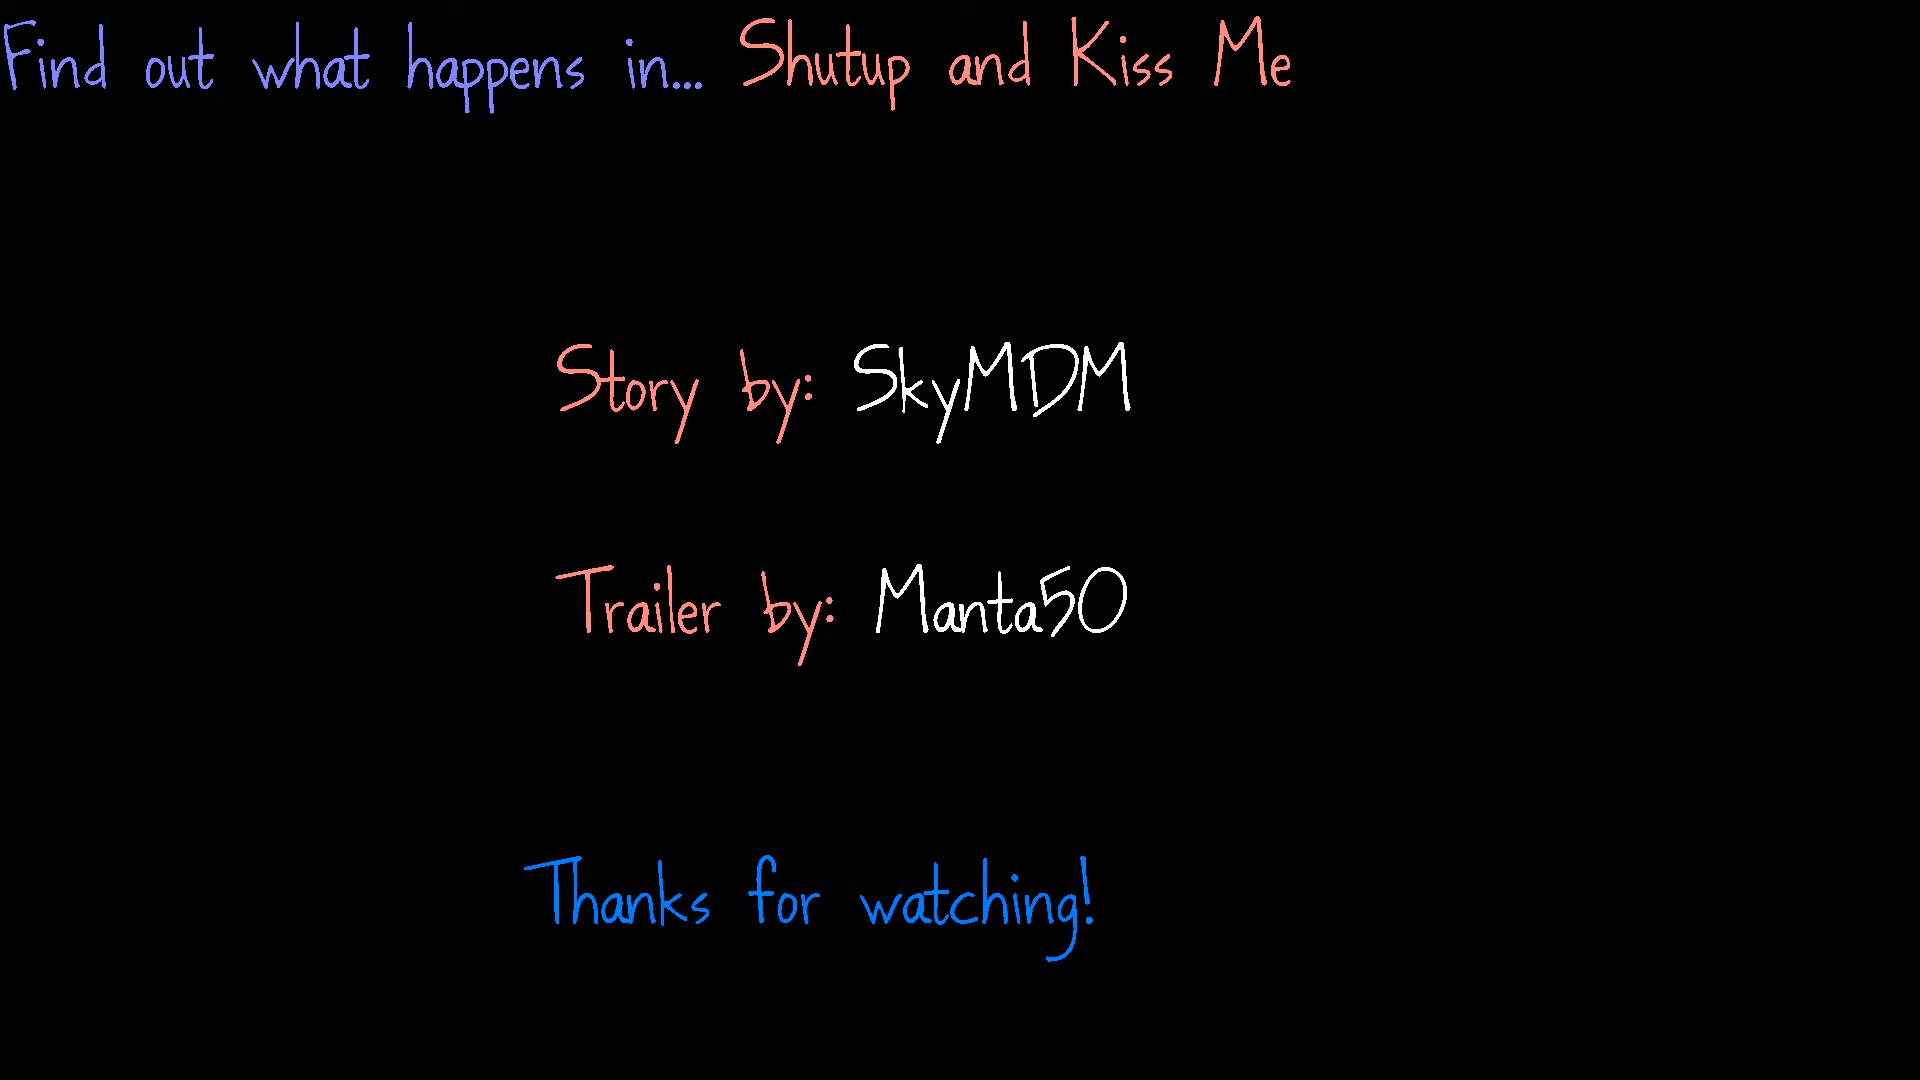 Find out what happens in... Shutup and Kiss Me
Story by: SkyMDM
Trailer by: Manta50
Thanks for watching!